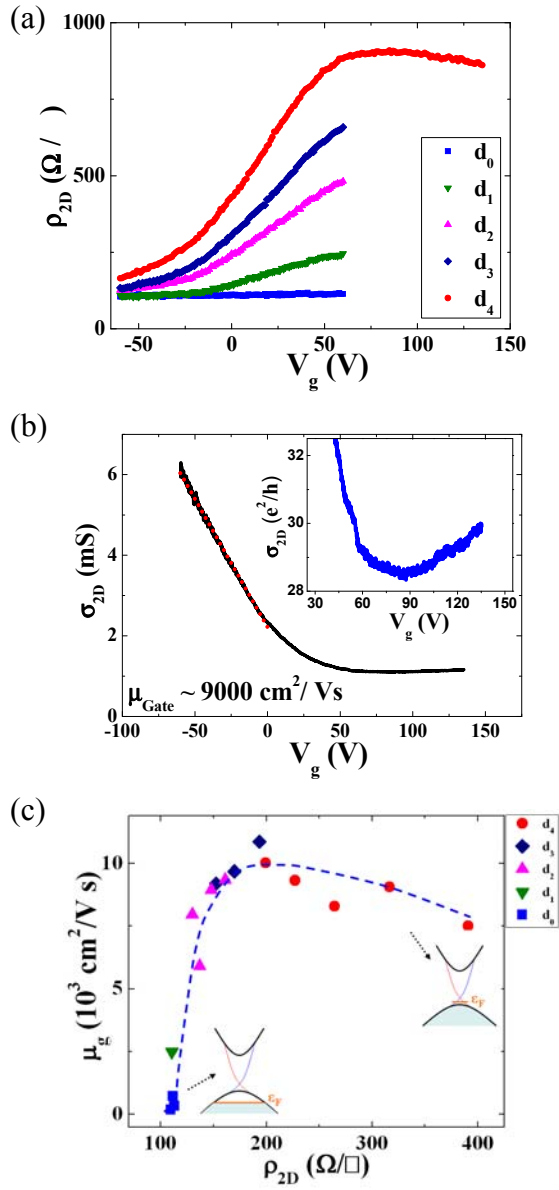 (a)
1000
500
0
ρ2D (Ω/ )
-50 0 50 100 150
Vg (V)
d0
d1
d2
d3
d4
(b)
6
4
2
0
σ2D (mS)
-100 -50 0 50 100
Vg (V)
μGate ~ 9000 cm²/ Vs
32
30
28
σ2D (e²/h)
30 60 90 120 150
Vg (V)
(c)
10
5
0
μg (10³ cm²/V s)
100 200 300 400
ρ2D (Ω/□)
d4
d3
d2
d1
d0
εF
εF